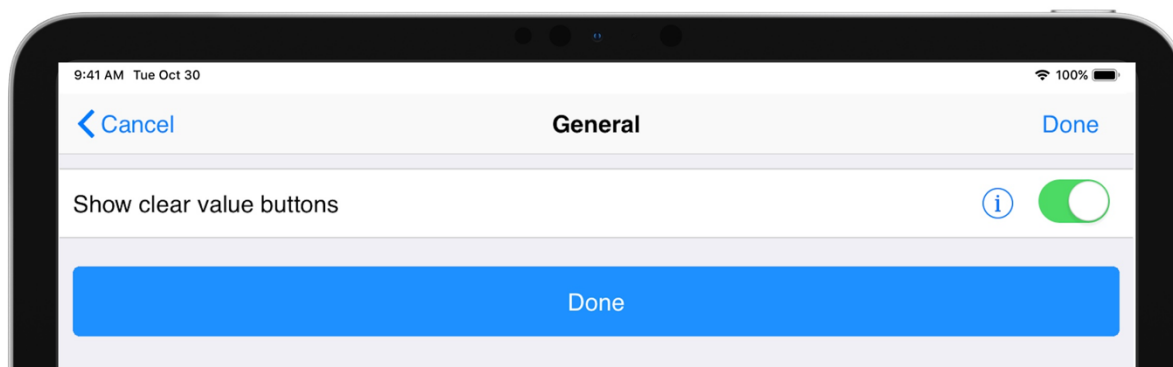 9:41 AM Tue Oct 30 100%
Cancel General Done
Show clear value buttons i
Done